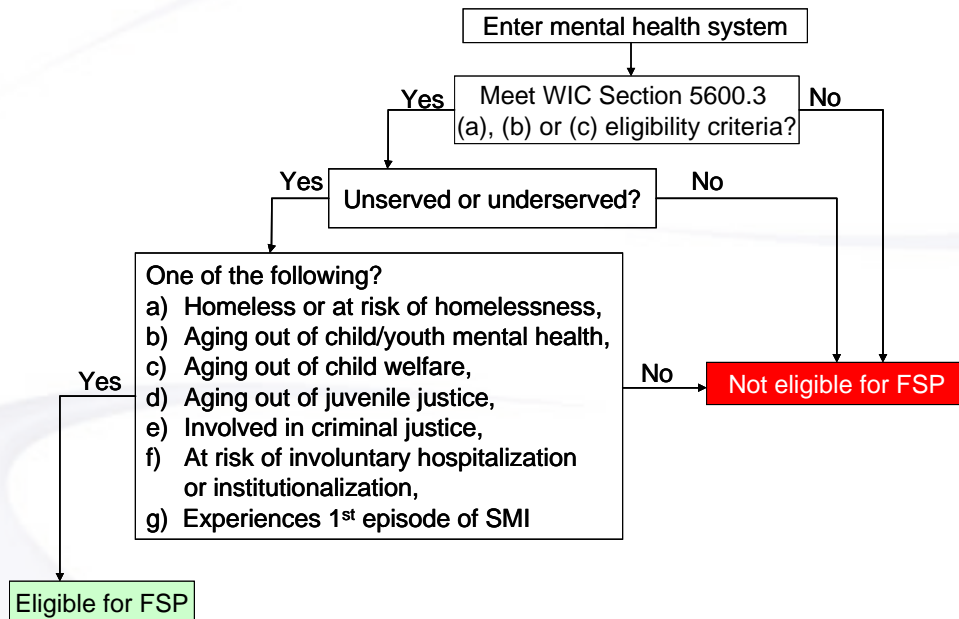 Enter mental health system
Yes
Meet WIC Section 5600.3
No
(a), (b) or (c) eligibility criteria?
Yes
Unserved or underserved?
No
One of the following?
a) Homeless or at risk of homelessness,
b) Aging out of child/youth mental health,
c) Aging out of child welfare,
d) Aging out of juvenile justice,
e) Involved in criminal justice,
f) At risk of involuntary hospitalization
or institutionalization,
g) Experiences 1st episode of SMI
Yes
No
Not eligible for FSP
Eligible for FSP